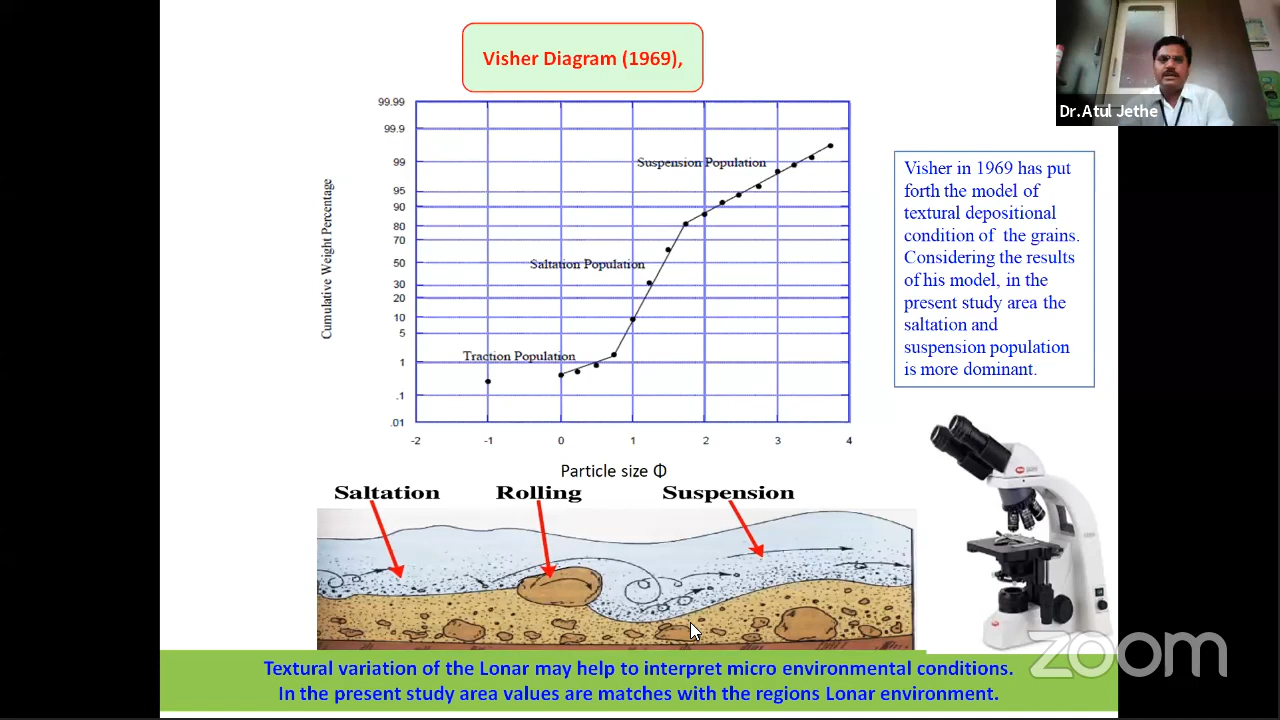 Visher Diagram (1969),
Dr.Atul Jethe
99.99
99.9
99
95
90
80
70
50
30
20
10
5
1
.1
.01
Cumulative Weight Percentage
Suspension Population
Saltation Population
Traction Population
-2 -1 0 1 2 3 4
Particle size Φ
Visher in 1969 has put
forth the model of
textural depositional
condition of the grains.
Considering the results
of his model, in the
present study area the
saltation and
suspension population
is more dominant.
Saltation Rolling Suspension
zoom
Textural variation of the Lonar may help to interpret micro environmental conditions.
In the present study area values are matches with the regions Lonar environment.